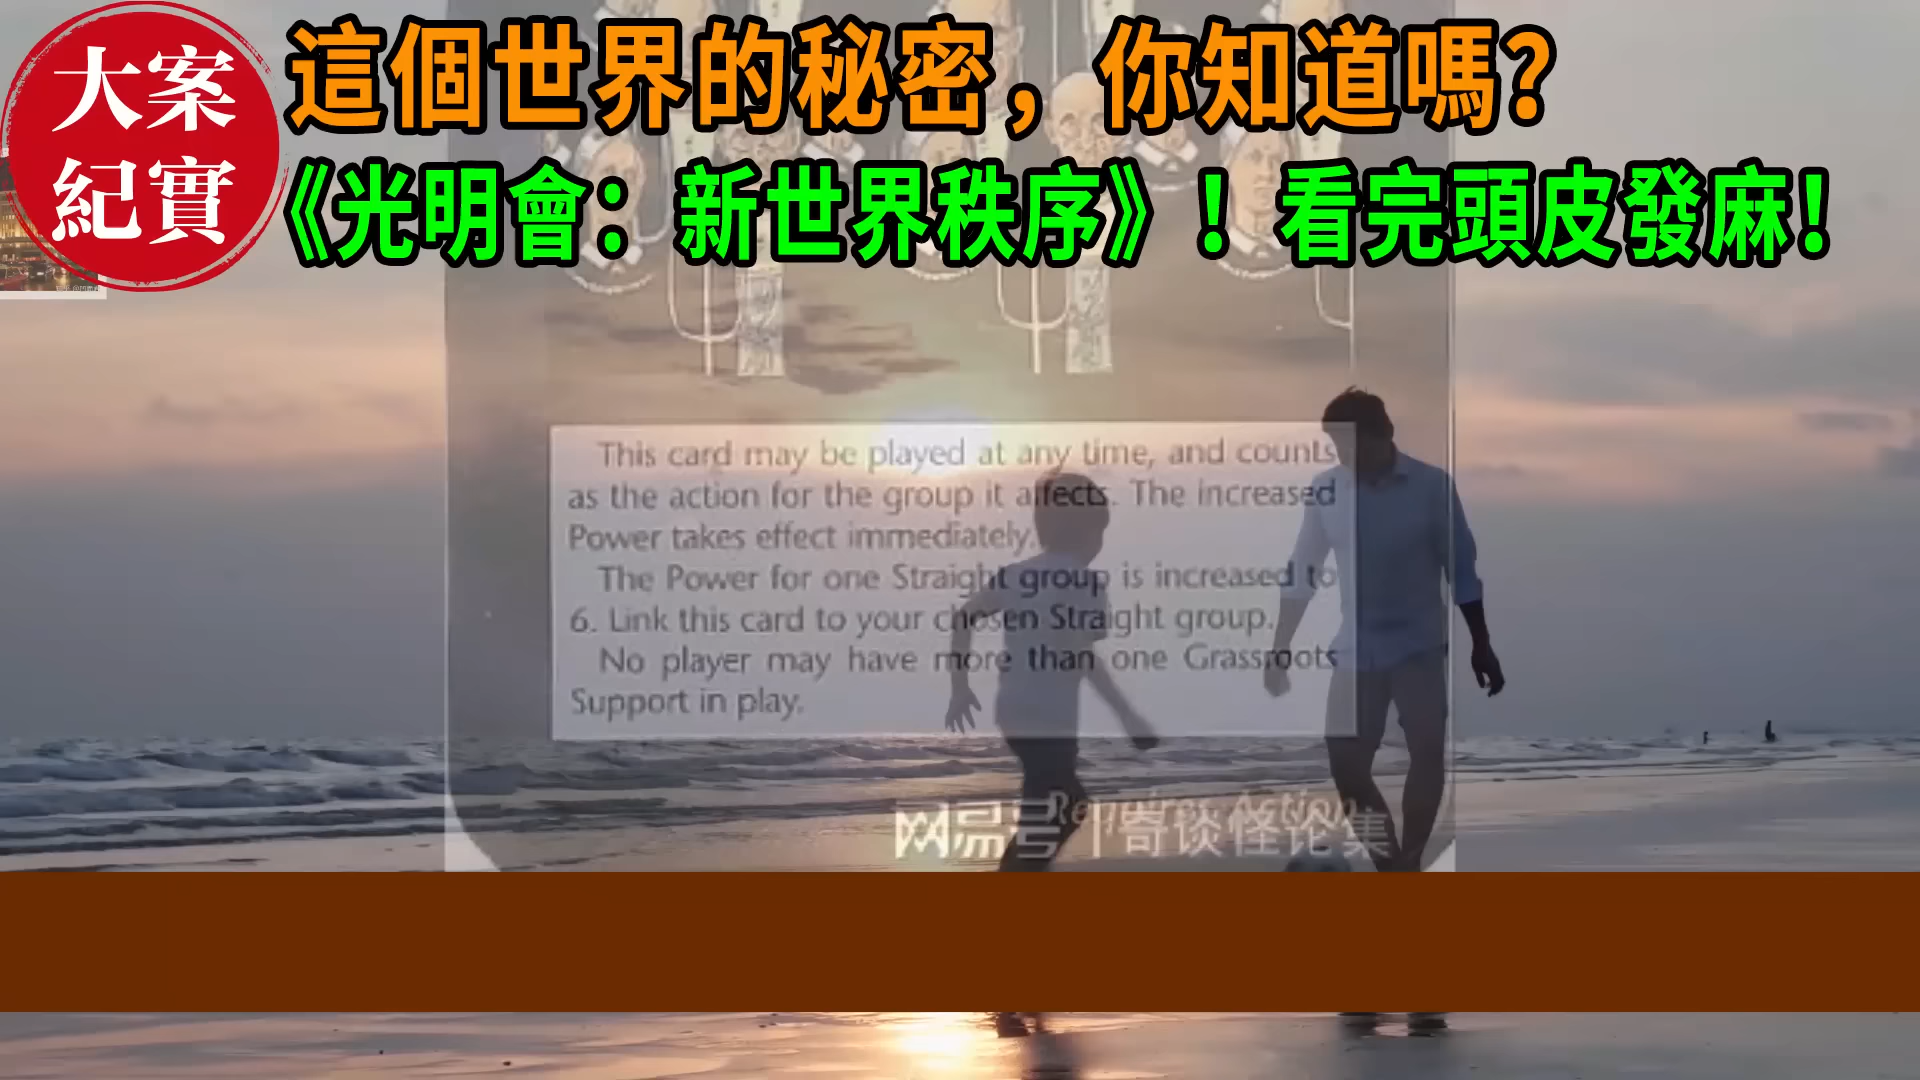 大案
紀實
這個世界的秘密，你知道嗎？
《光明會：新世界秩序》！看完頭皮發麻！
This card may be played at any time, and counts
as the action for the group it affects. The increased
Power takes effect immediately.
The Power for one Straight group is increased to
6. Link this card to your chosen Straight group.
No player may have more than one Grassroots
Support in play.
Requires Action
网易号 | 奇谈怪论集